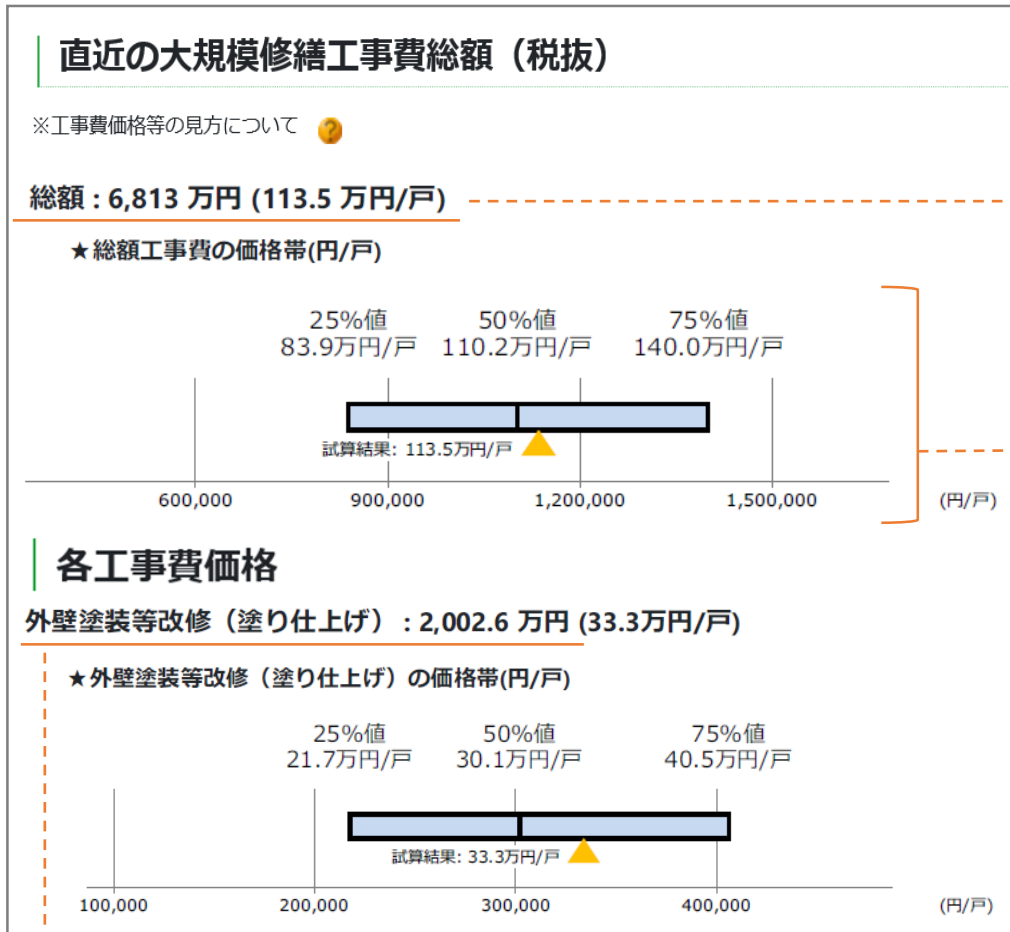 直近の大規模修繕工事費総額（税抜）
※工事費価格等の見方について ?
総額 : 6,813 万円 (113.5 万円/戸)
★総額工事費の価格帯(円/戸)
25%値 50%値 75%値
83.9万円/戸 110.2万円/戸 140.0万円/戸
試算結果: 113.5万円/戸
600,000 900,000 1,200,000 1,500,000 (円/戸)
各工事費価格
外壁塗装等改修（塗り仕上げ）: 2,002.6 万円 (33.3万円/戸)
★外壁塗装等改修（塗り仕上げ）の価格帯(円/戸)
25%値 50%値 75%値
21.7万円/戸 30.1万円/戸 40.5万円/戸
試算結果: 33.3万円/戸
100,000 200,000 300,000 400,000 (円/戸)